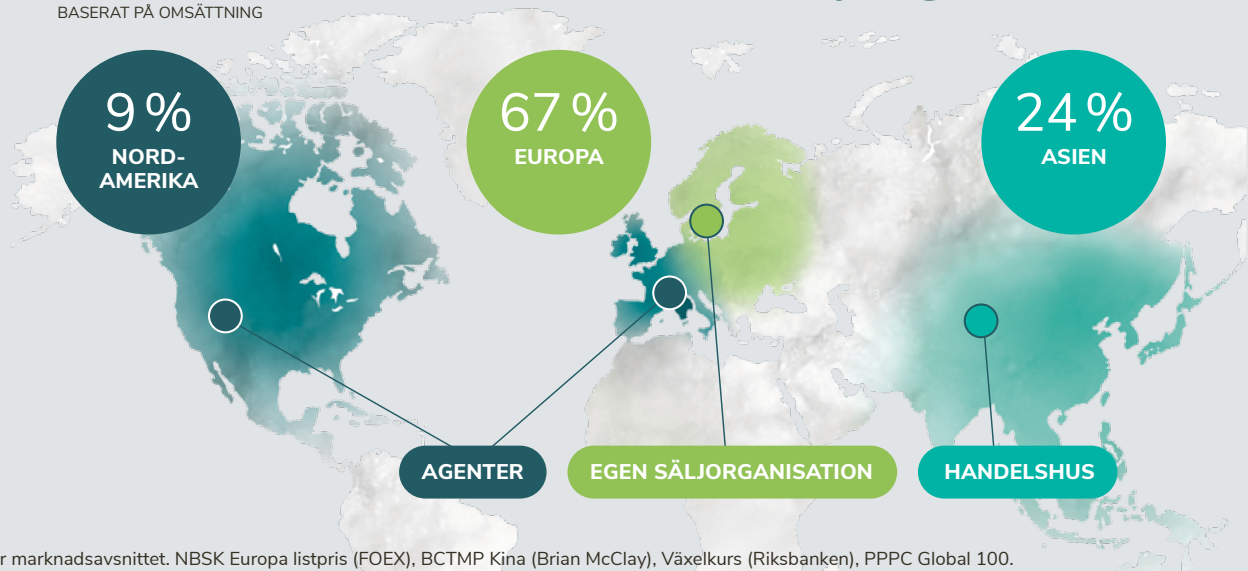 BASERAT PÅ OMSÄTTNING
9 %
NORD-
AMERIKA
67 %
EUROPA
24 %
ASIEN
AGENTER
EGEN SÄLJORGANISATION
HANDELSHUS
r marknadsavsnittet. NBSK Europa listpris (FOEX), BCTMP Kina (Brian McClay), Växelkurs (Riksbanken), PPPC Global 100.